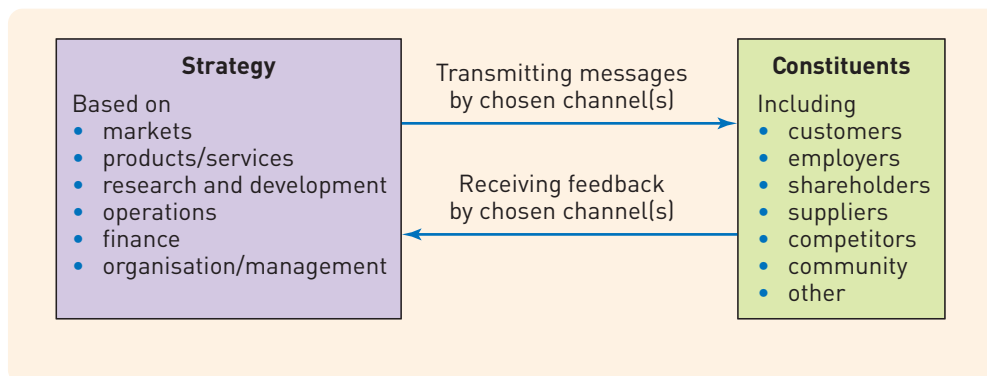 Strategy
Based on
• markets
• products/services
• research and development
• operations
• finance
• organisation/management
Transmitting messages
by chosen channel(s)
Receiving feedback
by chosen channel(s)
Constituents
Including
• customers
• employers
• shareholders
• suppliers
• competitors
• community
• other